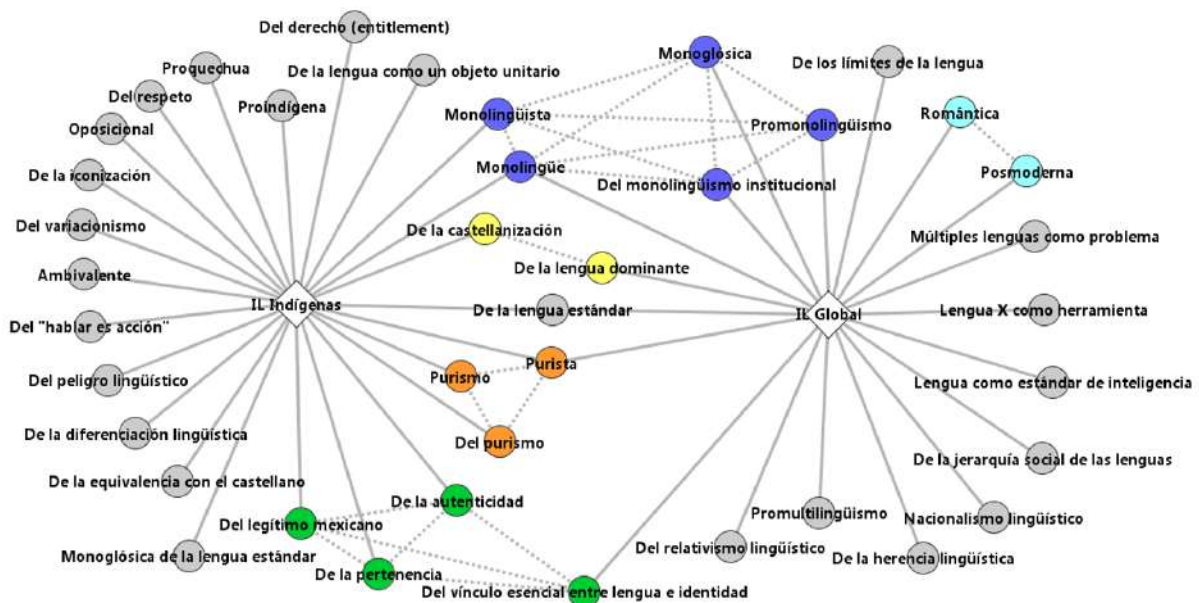 Del derecho (entitlement)
Monoglósica
Proquechua
De la lengua como un objeto unitario
De los límites de la lengua
Del respeto
Proindígena
Monolingüista
Romántica
Oposicional
Promonolingüismo
De la iconización
Monolingüe
Del monolingüismo institucional
Posmoderna
Del variacionismo
De la castellanización
Múltiples lenguas como problema
Ambivalente
De la lengua dominante
IL Indígenas
De la lengua estándar
IL Global
Lengua X como herramienta
Del "hablar es acción"
Purismo
Purista
Del peligro lingüístico
Lengua como estándar de inteligencia
De la diferenciación lingüística
Del purismo
De la jerarquía social de las lenguas
De la equivalencia con el castellano
De la autenticidad
Del legítimo mexicano
Promultilingüismo
Nacionalismo lingüístico
Monoglósica de la lengua estándar
Del relativismo lingüístico
De la herencia lingüística
De la pertenencia
Del vínculo esencial entre lengua e identidad